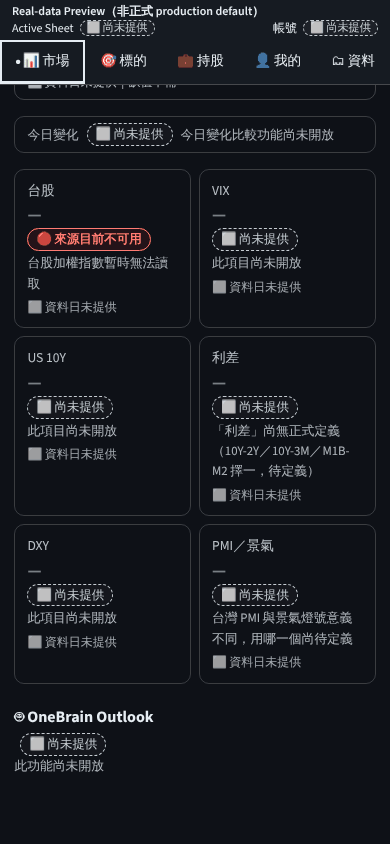 Real-data Preview（非正式 production default）
Active Sheet 尚未提供 帳號 尚未提供
市場 標的 持股 我的 資料
今日變化 尚未提供 今日變化比較功能尚未開放
台股
—
來源目前不可用
台股加權指數暫時無法讀
取
資料日未提供
VIX
—
尚未提供
此項目尚未開放
資料日未提供
US 10Y
—
尚未提供
此項目尚未開放
資料日未提供
利差
—
尚未提供
「利差」尚無正式定義
（10Y-2Y／10Y-3M／M1B-
M2 擇一，待定義）
資料日未提供
DXY
—
尚未提供
此項目尚未開放
資料日未提供
PMI／景氣
—
尚未提供
台灣 PMI 與景氣燈號意義
不同，用哪一個尚待定義
資料日未提供
OneBrain Outlook
尚未提供
此功能尚未開放